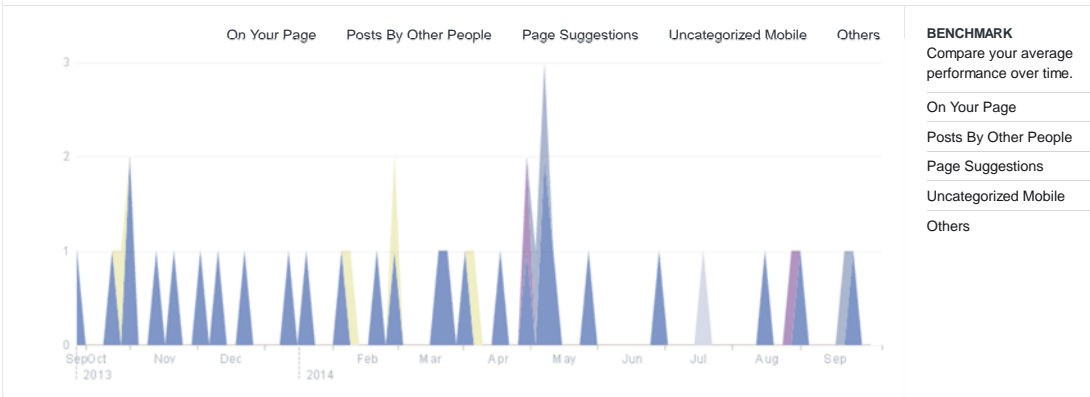 On Your Page Posts By Other People Page Suggestions Uncategorized Mobile Others
3
2
1
0
Sep Oct Nov Dec Feb Mar Apr May Jun Jul Aug Sep
2013 2014
BENCHMARK
Compare your average
performance over time.
On Your Page
Posts By Other People
Page Suggestions
Uncategorized Mobile
Others